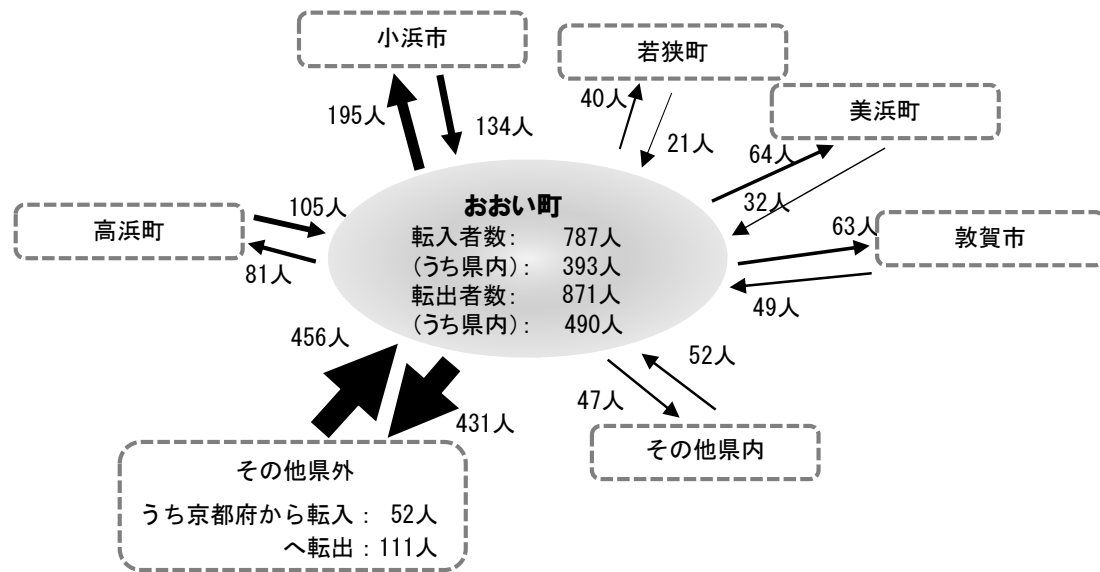 小浜市
若狭町
美浜町
敦賀市
高浜町
195人
134人
40人
21人
64人
32人
63人
49人
105人
81人
おおい町
転入者数： 787人
(うち県内)： 393人
転出者数： 871人
(うち県内)： 490人
456人
431人
47人
52人
その他県内
その他県外
うち京都府から転入： 52人
へ転出：111人